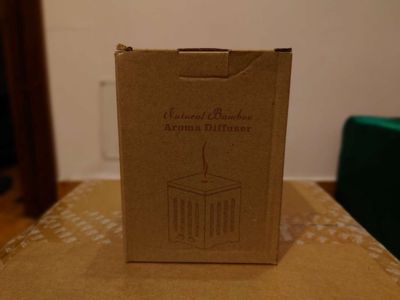 Natural Bamboo
Aroma Diffuser